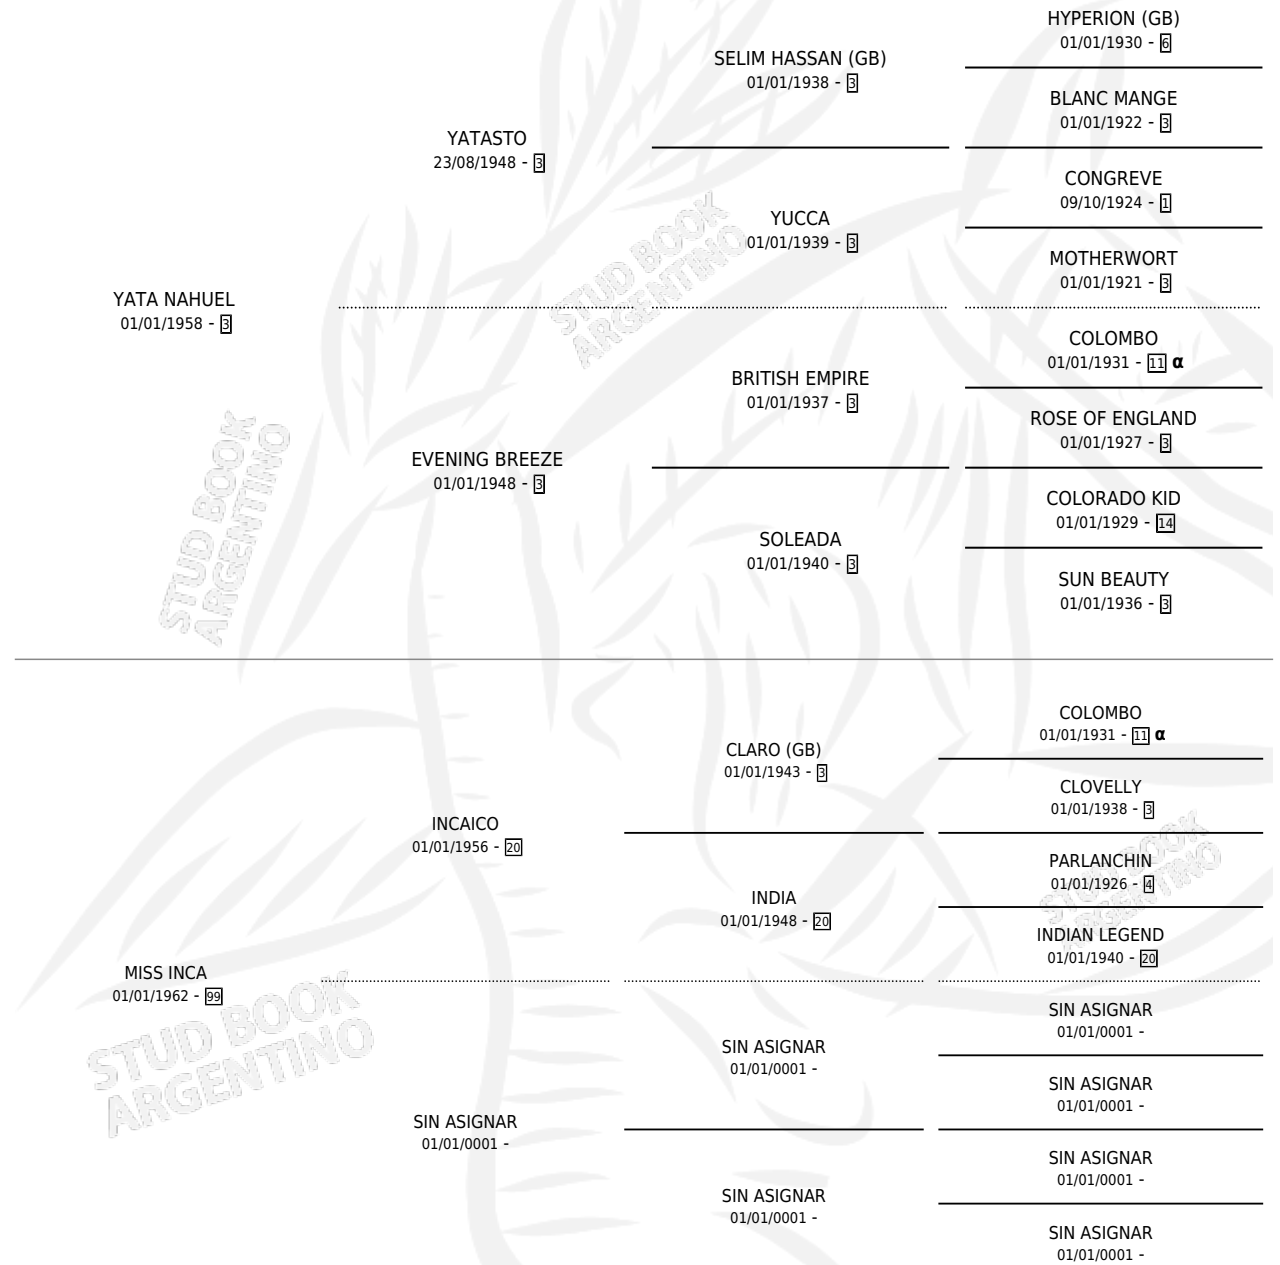 HYPERION (GB)
01/01/1930 - 6
SELIM HASSAN (GB)
01/01/1938 - 3
BLANC MANGE
01/01/1922 - 3
YATASTO
23/08/1948 - 3
CONGREVE
09/10/1924 - 1
YUCCA
01/01/1939 - 3
MOTHERWORT
01/01/1921 - 3
YATA NAHUEL
01/01/1958 - 3
COLOMBO
01/01/1931 - 11 α
BRITISH EMPIRE
01/01/1937 - 3
ROSE OF ENGLAND
01/01/1927 - 3
EVENING BREEZE
01/01/1948 - 3
COLORADO KID
01/01/1929 - 14
SOLEADA
01/01/1940 - 3
SUN BEAUTY
01/01/1936 - 3
COLOMBO
01/01/1931 - 11 α
CLARO (GB)
01/01/1943 - 3
CLOVELLY
01/01/1938 - 3
INCAICO
01/01/1956 - 20
PARLANCHIN
01/01/1926 - 4
INDIA
01/01/1948 - 20
INDIAN LEGEND
01/01/1940 - 20
MISS INCA
01/01/1962 - 99
SIN ASIGNAR
01/01/0001 -
SIN ASIGNAR
01/01/0001 -
SIN ASIGNAR
01/01/0001 -
SIN ASIGNAR
01/01/0001 -
SIN ASIGNAR
01/01/0001 -
SIN ASIGNAR
01/01/0001 -
SIN ASIGNAR
01/01/0001 -
STUD BOOK
ARGENTINO
STUD BOOK
ARGENTINO
STUD BOOK
ARGENTINO
STUD BOOK
ARGENTINO